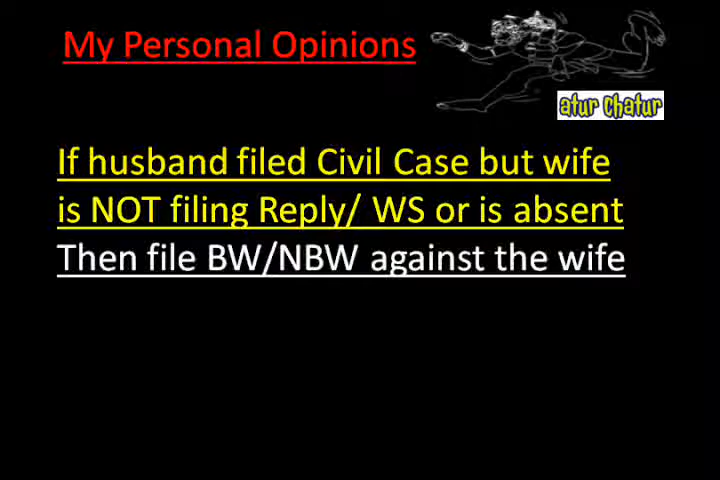 My Personal Opinions
atur chatur
If husband filed Civil Case but wife
is NOT filing Reply/ WS or is absent
Then file BW/NBW against the wife